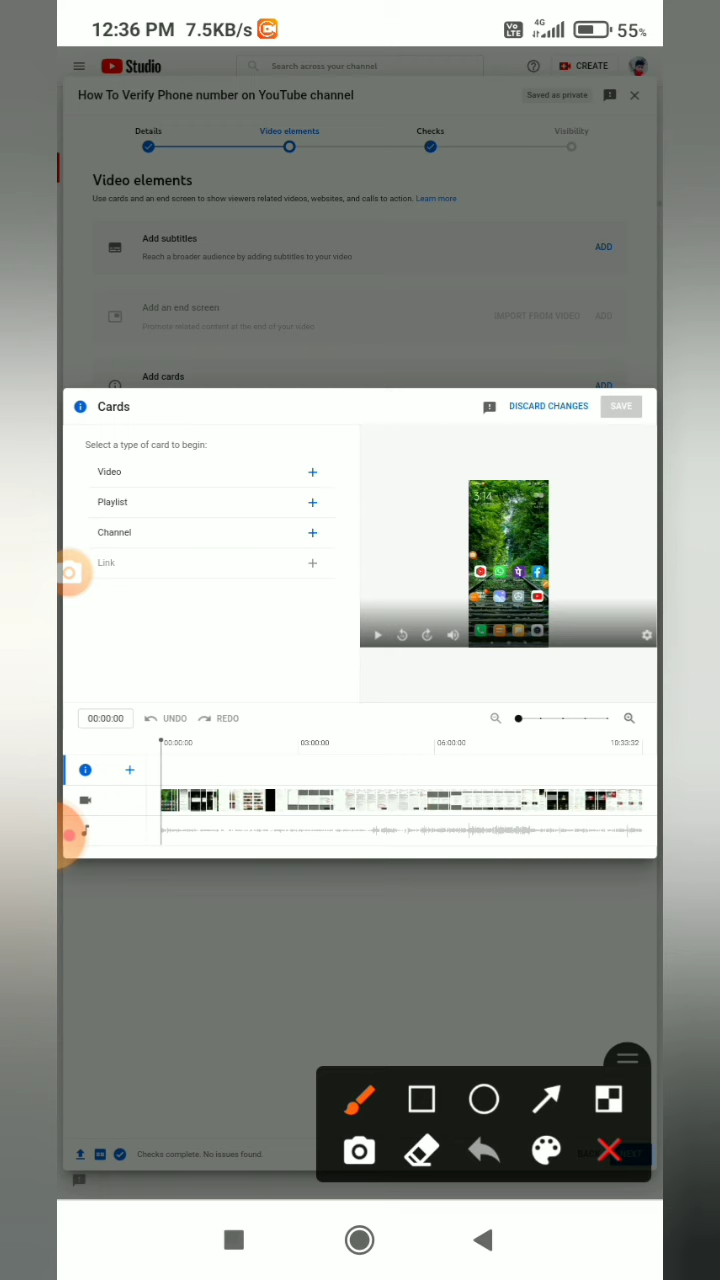 12:36 PM 7.5KB/s
Vo LTE 4G 55%
Studio
Search across your channel
CREATE
How To Verify Phone number on YouTube channel
Saved as private
Details Video elements Checks Visibility
Video elements
Use cards and an end screen to show viewers related videos, websites, and calls to action. Learn more
Add subtitles
Reach a broader audience by adding subtitles to your video
ADD
Add an end screen
Promote related content at the end of your video
IMPORT FROM VIDEO ADD
Add cards
ADD
Cards
DISCARD CHANGES SAVE
Select a type of card to begin:
Video
Playlist
Channel
Link
3:14
00:00:00 UNDO REDO
00:00:00 03:00:00 06:00:00 10:33:32
Checks complete. No issues found.